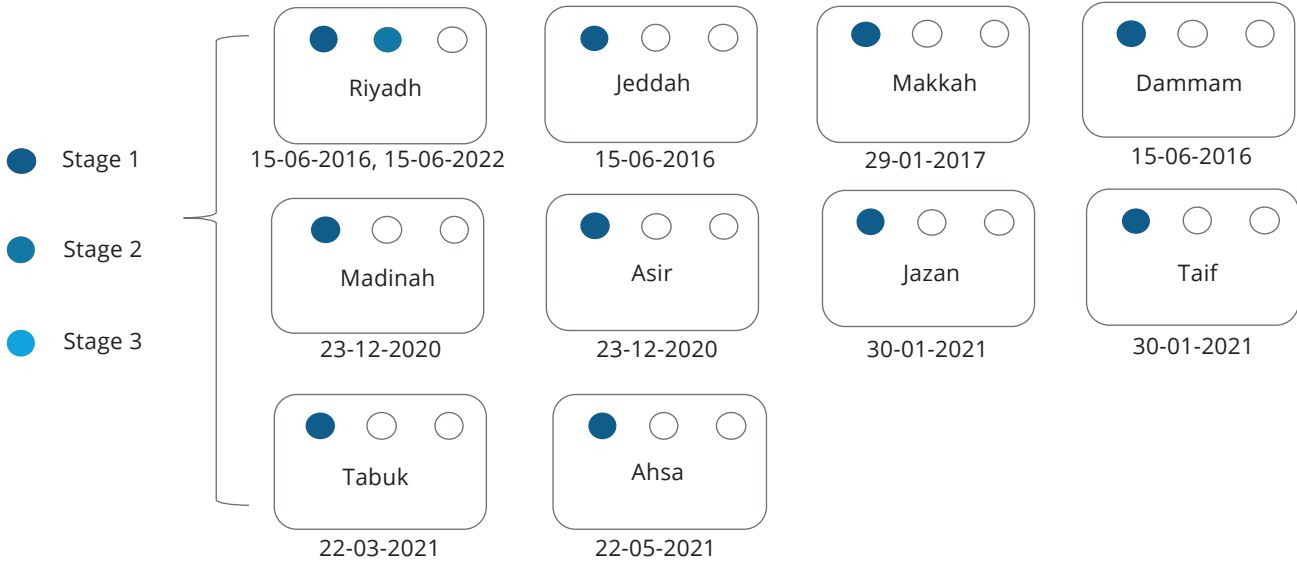 Stage 1
Stage 2
Stage 3
Riyadh
15-06-2016, 15-06-2022
Jeddah
15-06-2016
Makkah
29-01-2017
Dammam
15-06-2016
Madinah
23-12-2020
Asir
23-12-2020
Jazan
30-01-2021
Taif
30-01-2021
Tabuk
22-03-2021
Ahsa
22-05-2021